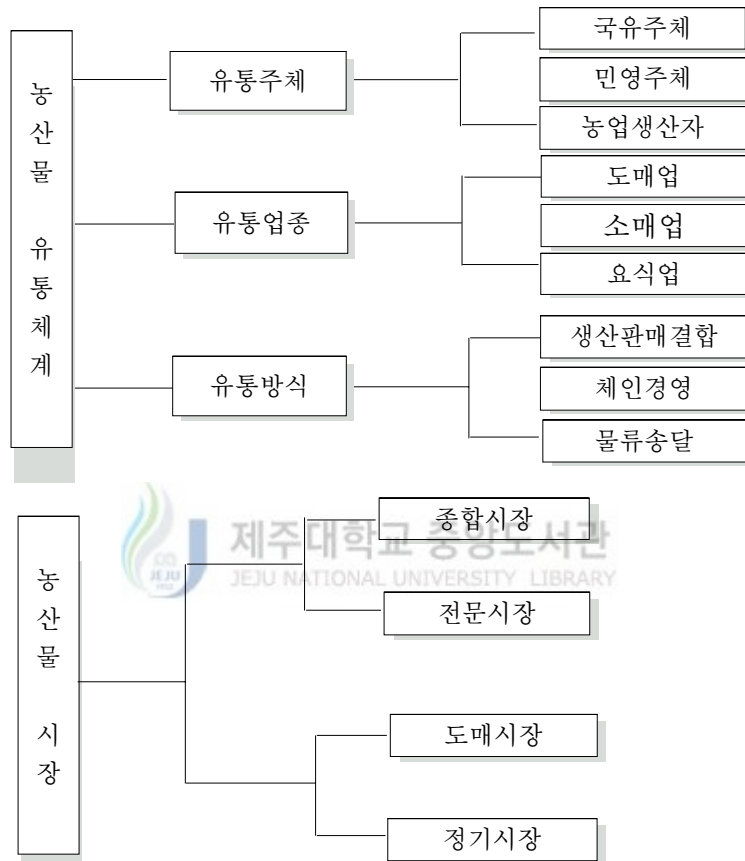 농산물 유통체계
유통주체
국유주체
민영주체
농업생산자
유통업종
도매업
소매업
요식업
유통방식
생산판매결합
체인경영
물류송달
농산물 시장
종합시장
전문시장
도매시장
정기시장
제주대학교 중앙도서관
JEJU NATIONAL UNIVERSITY LIBRARY
JEJU
1952